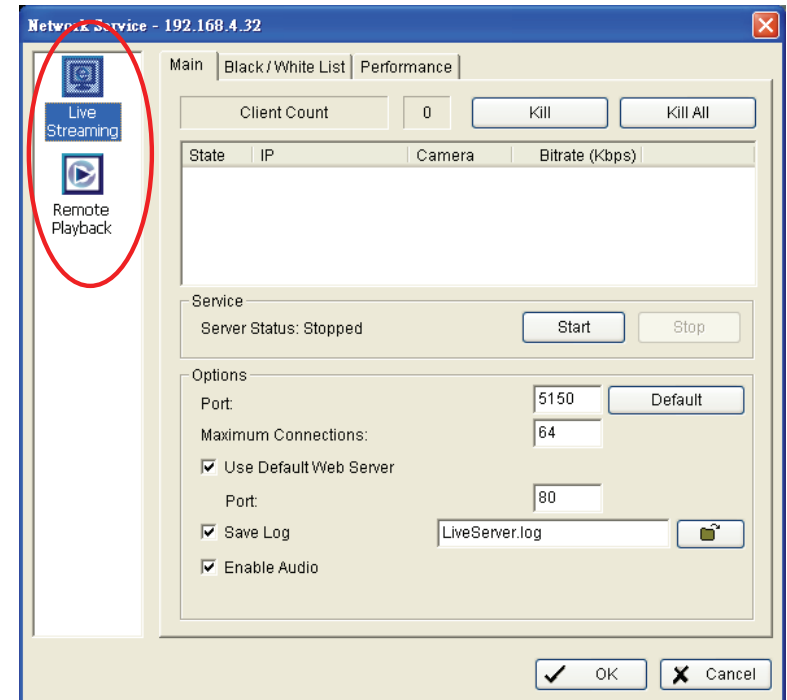 Network Service - 192.168.4.32
Live
Streaming
Remote
Playback
Main Black / White List Performance
Client Count 0 Kill Kill All
State IP Camera Bitrate (Kbps)
Service
Server Status: Stopped Start Stop
Options
Port: 5150 Default
Maximum Connections: 64
Use Default Web Server
Port: 80
Save Log LiveServer.log
Enable Audio
OK Cancel